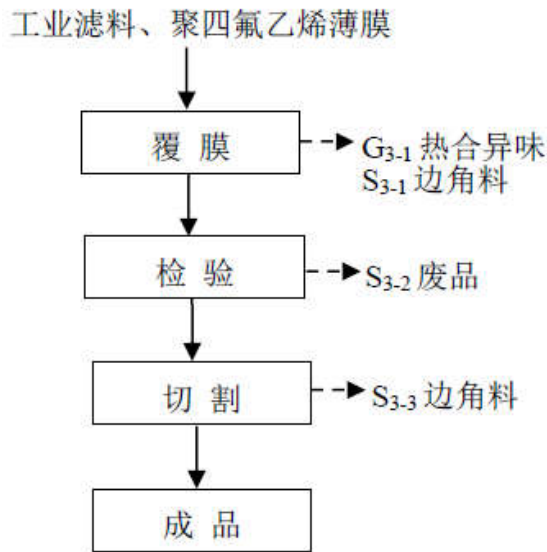 工业滤料、聚四氟乙烯薄膜
覆 膜
G3-1 热合异味
S3-1 边角料
检 验
S3-2 废品
切 割
S3-3 边角料
成 品